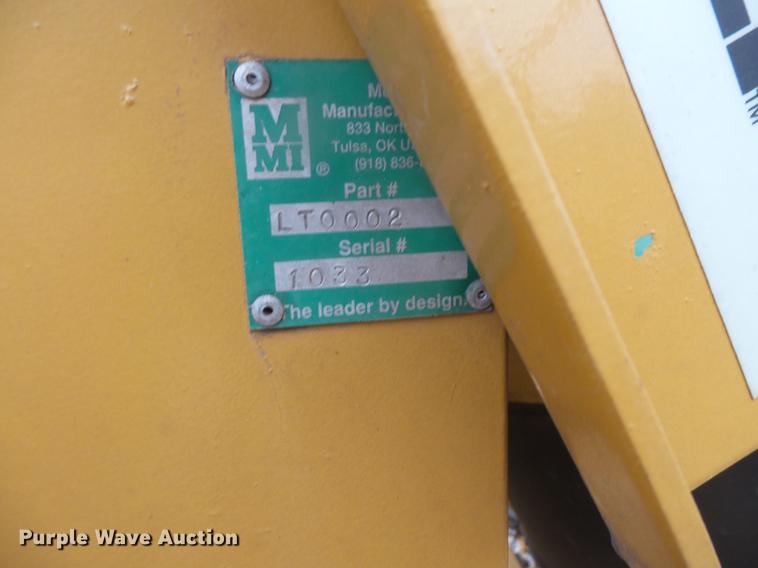 M
MI
®
Manufac
833 Nort
Tulsa, OK U
(918) 836-
Part #
LT0002
Serial #
1033
The leader by design.
TM
Purple Wave Auction